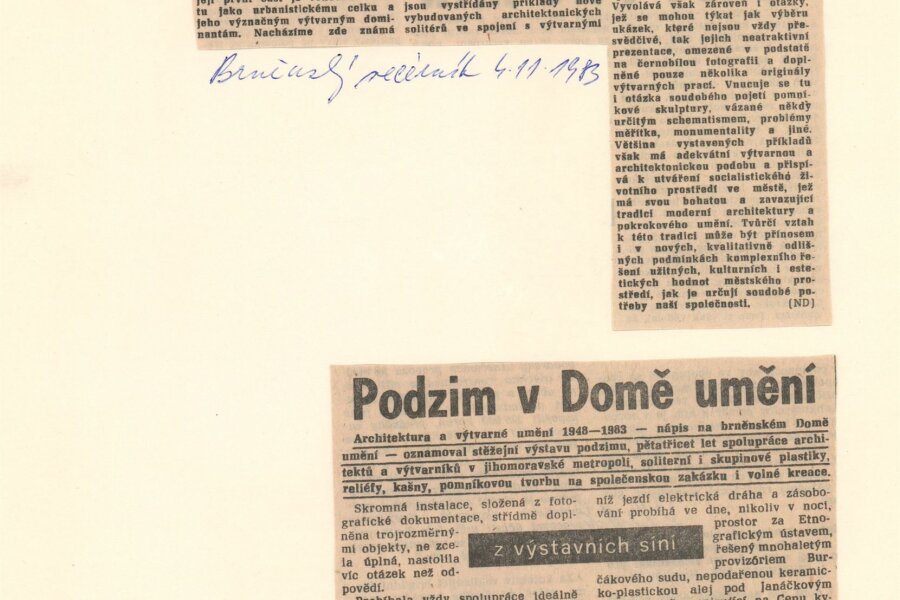 tu jako urbanistickému celku a
jeho význačným výtvarným domi-
nantám. Nacházíme zde známá
jsou vystřídány příklady nově
vybudovaných architektonických
solitérů ve spojení s výtvarnými
Brněnský večerník 4.11.1983
Vyvolává však zároveň i otázky,
jež se mohou týkat jak výběru
ukázek, které nejsou vždy pře-
svědčivé, tak jejich neatraktivní
prezentace, omezené v podstatě
na černobílou fotografii a dopl-
něné pouze několika originály
výtvarných prací. Vnucuje se tu
i otázka soudobého pojetí pomní-
kové skulptury, vázané někdy
určitým schematismem, problémy
měřítka, monumentality a jiné.
Většina vystavených příkladů
však má adekvátní výtvarnou a
architektonickou podobu a přispí-
vá k utváření socialistického ži-
votního prostředí ve městě, jež
má svou bohatou a zavazující
tradici moderní architektury a
pokrokového umění. Tvůrčí vztah
k této tradici může být přínosem
i v nových, kvalitativně odliš-
ných podmínkách komplexního ře-
šení užitných, kulturních i este-
tických hodnot městského pro-
středí, jak je určují soudobé po-
třeby naší společnosti. (ND)
Podzim v Domě umění
Architektura a výtvarné umění 1948—1983 — nápis na brněnském Domě
umění — oznamoval stěžejní výstavu podzimu, pětatřicet let spolupráce archi-
tektů a výtvarníků v jihomoravské metropoli, soliterní i skupinové plastiky,
reliéfy, kašny, pomníkovou tvorbu na společenskou zakázku i volné kreace.
Skromná instalace, složená z foto-
grafické dokumentace, střídmě dopl-
něna trojrozměrný-
mi objekty, ne zce-
la úplná, nastolila
víc otázek než od-
povědí.
Probíhala vždy spolupráce ideálně
z výstavních síní
níž jezdí elektrická dráha a zásobo-
vání probíhá ve dne, nikoliv v noci,
prostor za Etno-
grafickým ústavem,
řešený mnohaletým
provizóriem Bur-
čákového sudu, nepodařenou keramic-
ko-plastickou alej pod Janáčkovým